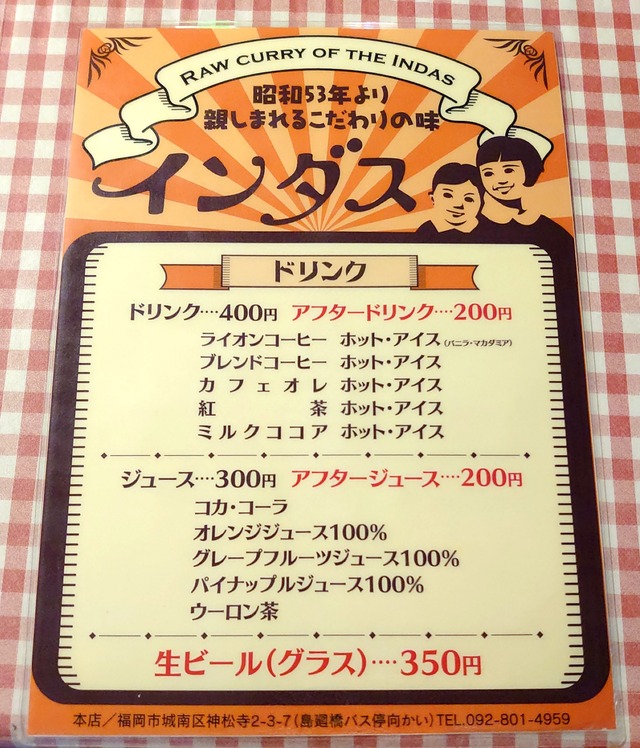 RAW CURRY OF THE INDAS
昭和53年より
親しまれるこだわりの味
インダス
ドリンク
ドリンク‥‥400円 アフタードリンク‥‥200円
ライオンコーヒー ホット・アイス(バニラ・マカダミア)
ブレンドコーヒー ホット・アイス
カフェオレ ホット・アイス
紅茶 ホット・アイス
ミルクココア ホット・アイス
ジュース‥‥300円 アフタージュース‥‥200円
コカ・コーラ
オレンジジュース100%
グレープフルーツジュース100%
パイナップルジュース100%
ウーロン茶
生ビール(グラス)‥‥350円
本店/福岡市城南区神松寺2-3-7(島廻橋バス停向かい)TEL.092-801-4959